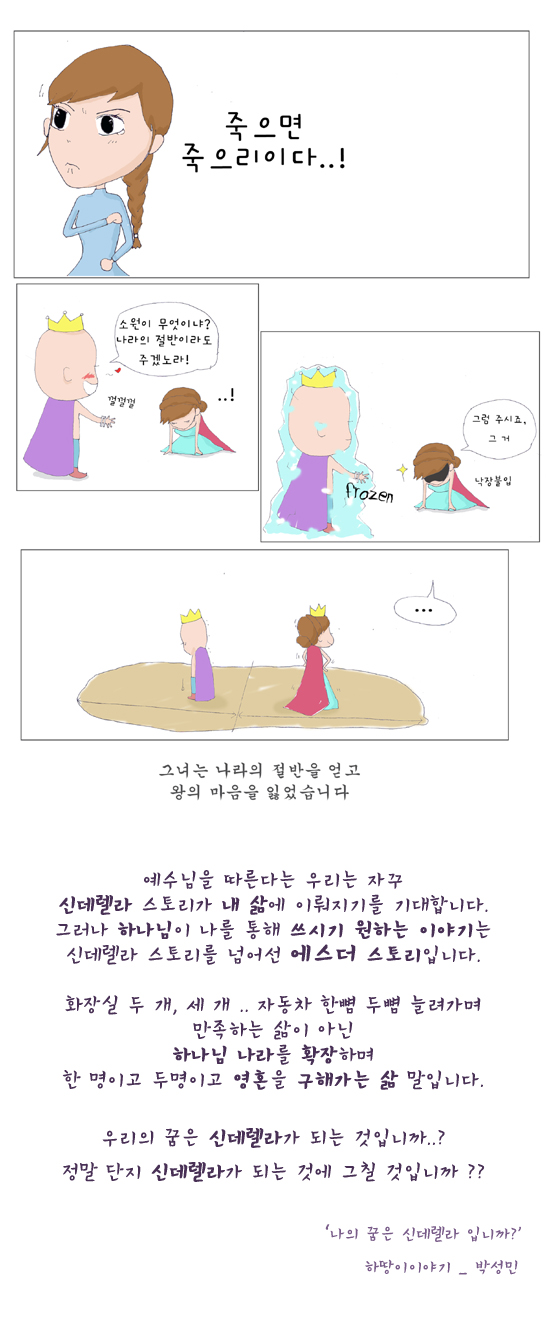 죽으면
죽으리이다..!
소원이 무엇이냐?
나라의 절반이라도
주겠노라!
껄껄껄
..!
그럼 주시죠,
그 거
낙장불입
frozen
...
그녀는 나라의 절반을 얻고
왕의 마음을 잃었습니다
예수님을 따른다는 우리는 자꾸
신데렐라 스토리가 내 삶에 이뤄지기를 기대합니다.
그러나 하나님이 나를 통해 쓰시기 원하는 이야기는
신데렐라 스토리를 넘어선 에스더 스토리입니다.
화장실 두 개, 세 개 .. 자동차 한뼘 두뼘 늘려가며
만족하는 삶이 아닌
하나님 나라를 확장하며
한 명이고 두명이고 영혼을 구해가는 삶 말입니다.
우리의 꿈은 신데렐라가 되는 것입니까..?
정말 단지 신데렐라가 되는 것에 그칠 것입니까 ??
‘나의 꿈은 신데렐라 입니까?’
하땅이이야기 _ 박성민